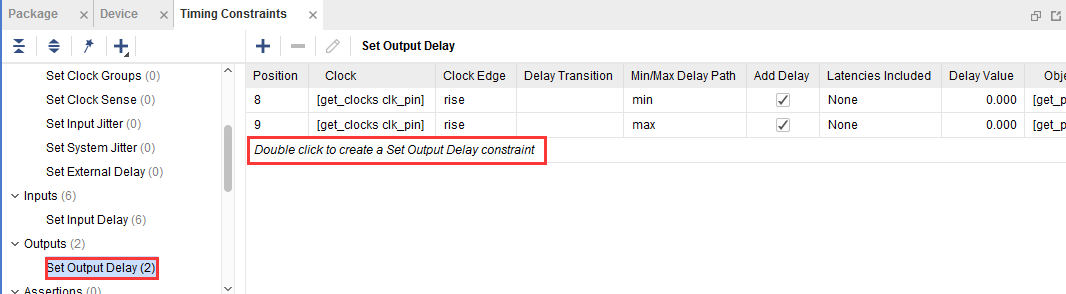 Package Device Timing Constraints
Set Output Delay
Set Clock Groups (0)
Set Clock Sense (0)
Set Input Jitter (0)
Set System Jitter (0)
Set External Delay (0)
Inputs (6)
Set Input Delay (6)
Outputs (2)
Set Output Delay (2)
Assertions (0)
Position Clock Clock Edge Delay Transition Min/Max Delay Path Add Delay Latencies Included Delay Value
8 [get_clocks clk_pin] rise min None 0.000 [get_p
9 [get_clocks clk_pin] rise max None 0.000 [get_p
Double click to create a Set Output Delay constraint